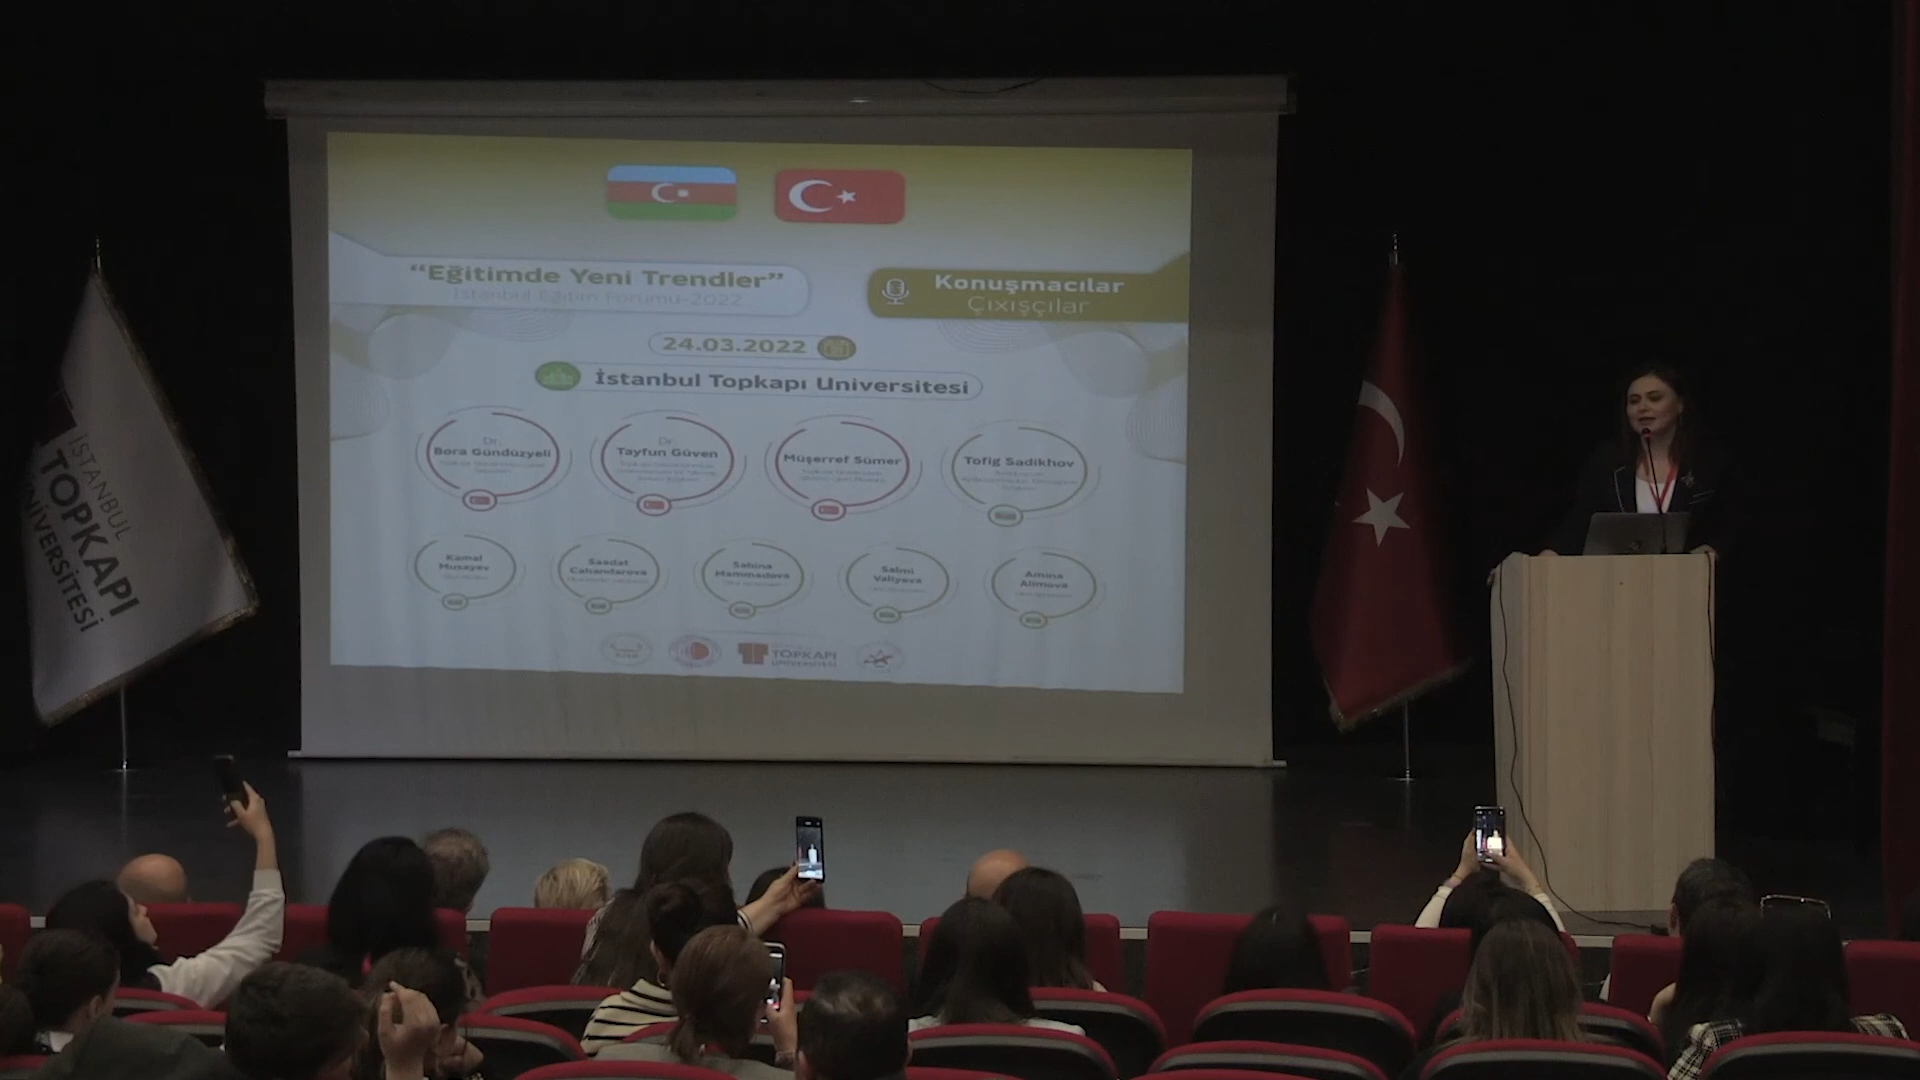 "Eğitimde Yeni Trendler"
İstanbul Eğitim Forumu-2022
Konuşmacılar
Çıxışçılar
24.03.2022
İstanbul Topkapı Universitesi
Dr.
Bora Gündüzyeli
Dr.
Tayfun Güven
Müşerref Sümer
Tofig Sadikhov
Kamal
Musayev
Saadat
Cahandarova
Sabina
Mammadova
Salmi
Valiyeva
Amina
Alimova
TOPKAPI
ÜNİVERSİTESİ
İSTANBUL
TOPKAPI
ÜNİVERSİTESİ